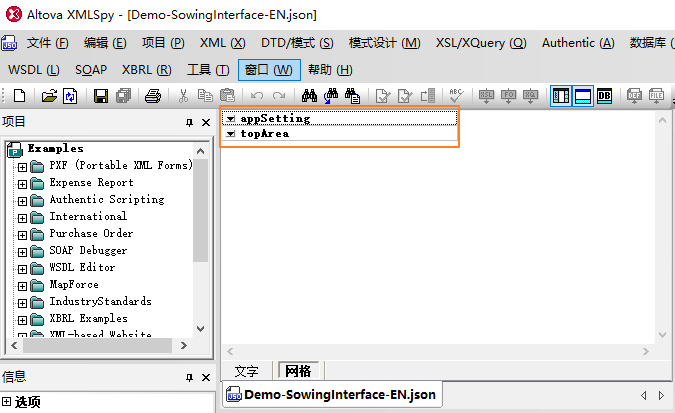 Altova XMLSpy - [Demo-SowingInterface-EN.json]
文件 (F) 编辑 (E) 项目 (P) XML (X) DTD/模式 (S) 模式设计 (M) XSL/XQuery (Q) Authentic (A) 数据库
WSDL (L) SOAP XBRL (R) 工具 (T) 窗口 (W) 帮助 (H)
项目
Examples
PXF (Portable XML Forms)
Expense Report
Authentic Scripting
International
Purchase Order
SOAP Debugger
WSDL Editor
MapForce
IndustryStandards
XBRL Examples
XML-based Website
appSetting
topArea
文字 网格
信息
选项
Demo-SowingInterface-EN.json